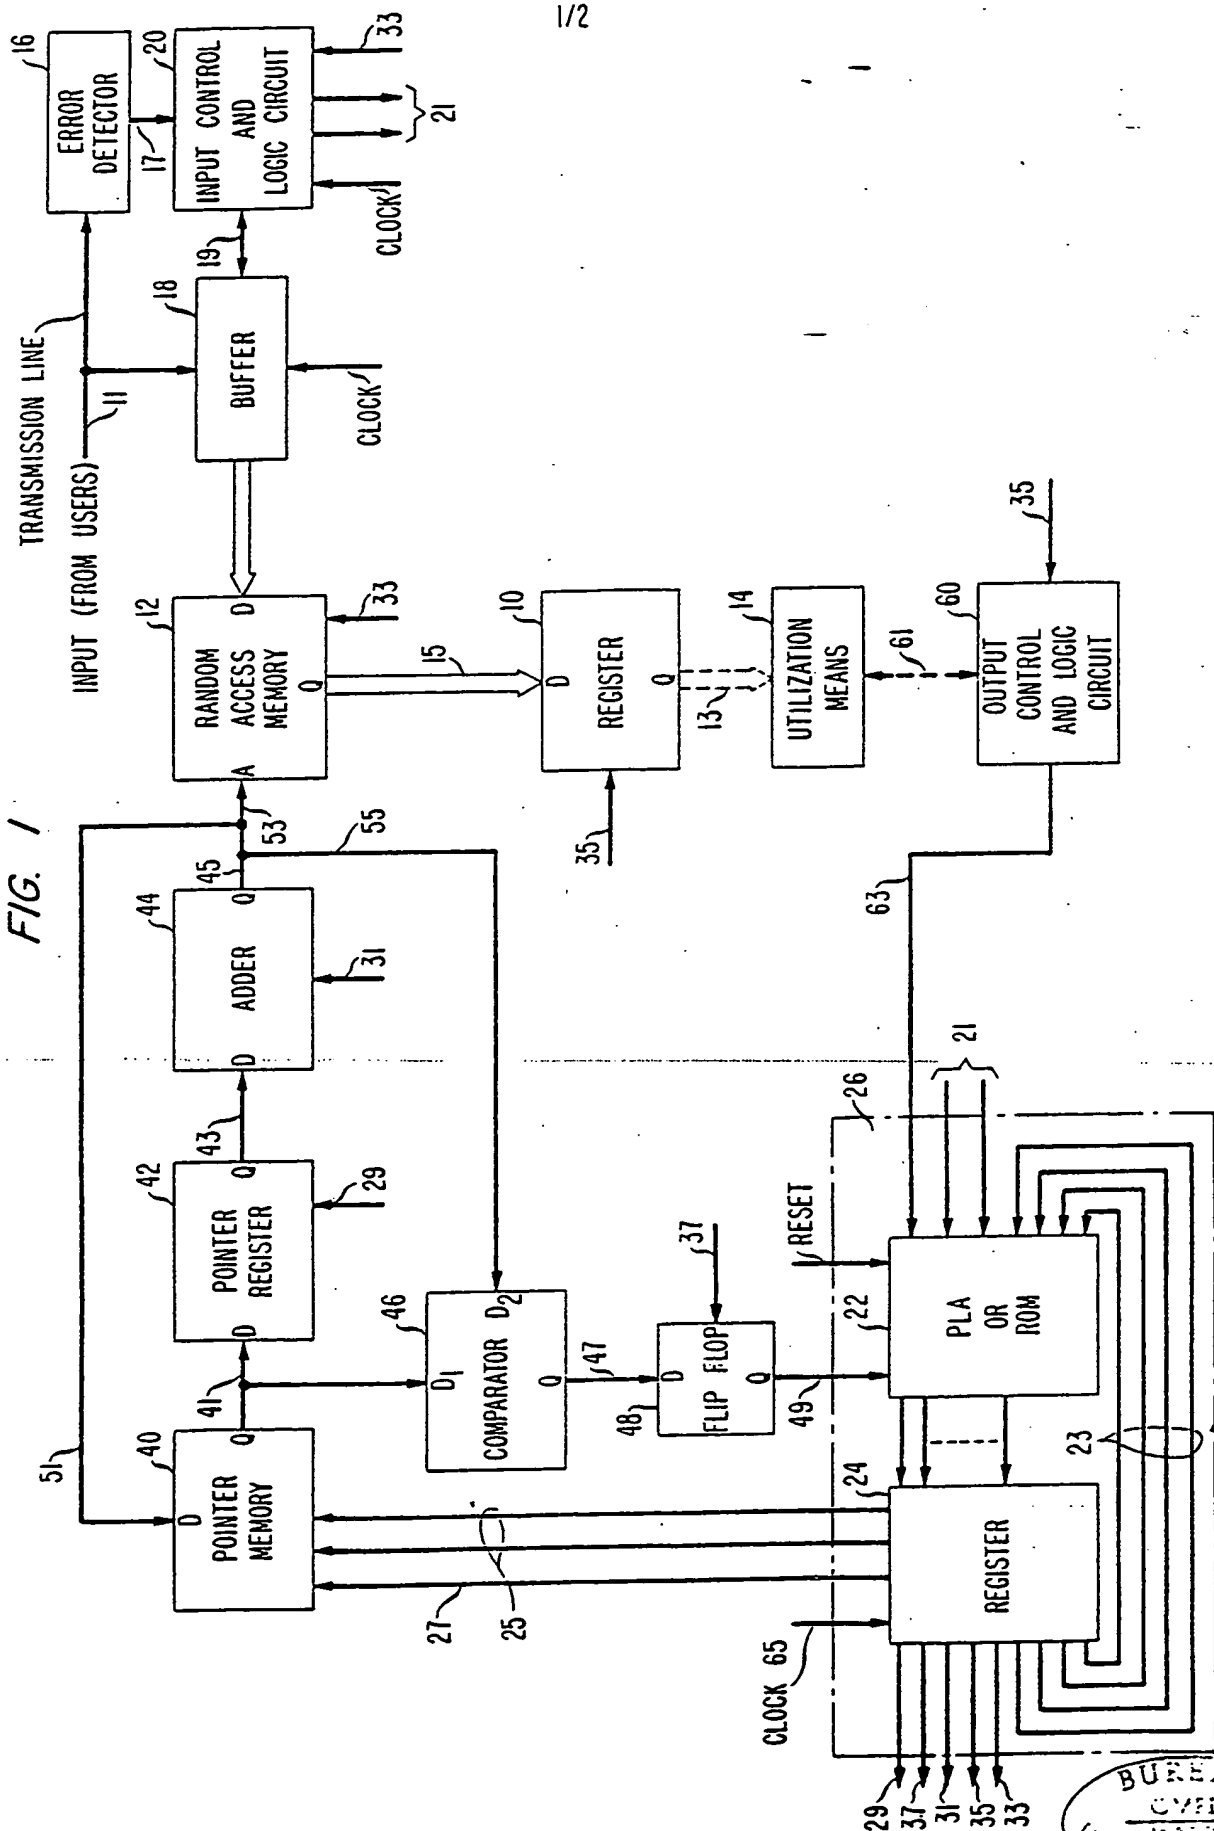 1/2
FIG. 1
TRANSMISSION LINE
INPUT (FROM USERS)
11
16
ERROR
DETECTOR
17
20
INPUT CONTROL
AND
LOGIC CIRCUIT
33
21
CLOCK
19
18
BUFFER
CLOCK
12
RANDOM
ACCESS
MEMORY
A
D
Q
33
53
15
10
D
REGISTER
Q
35
13
14
UTILIZATION
MEANS
61
60
OUTPUT
CONTROL
AND LOGIC
CIRCUIT
35
63
51
40
D
POINTER
MEMORY
Q
41
42
D
POINTER
REGISTER
Q
29
43
44
D
ADDER
Q
31
45
55
46
D1
COMPARATOR
D2
Q
47
48
D
FLIP FLOP
Q
37
49
27
25
26
RESET
21
22
PLA
OR
ROM
23
24
REGISTER
CLOCK 65
29
37
31
35
33